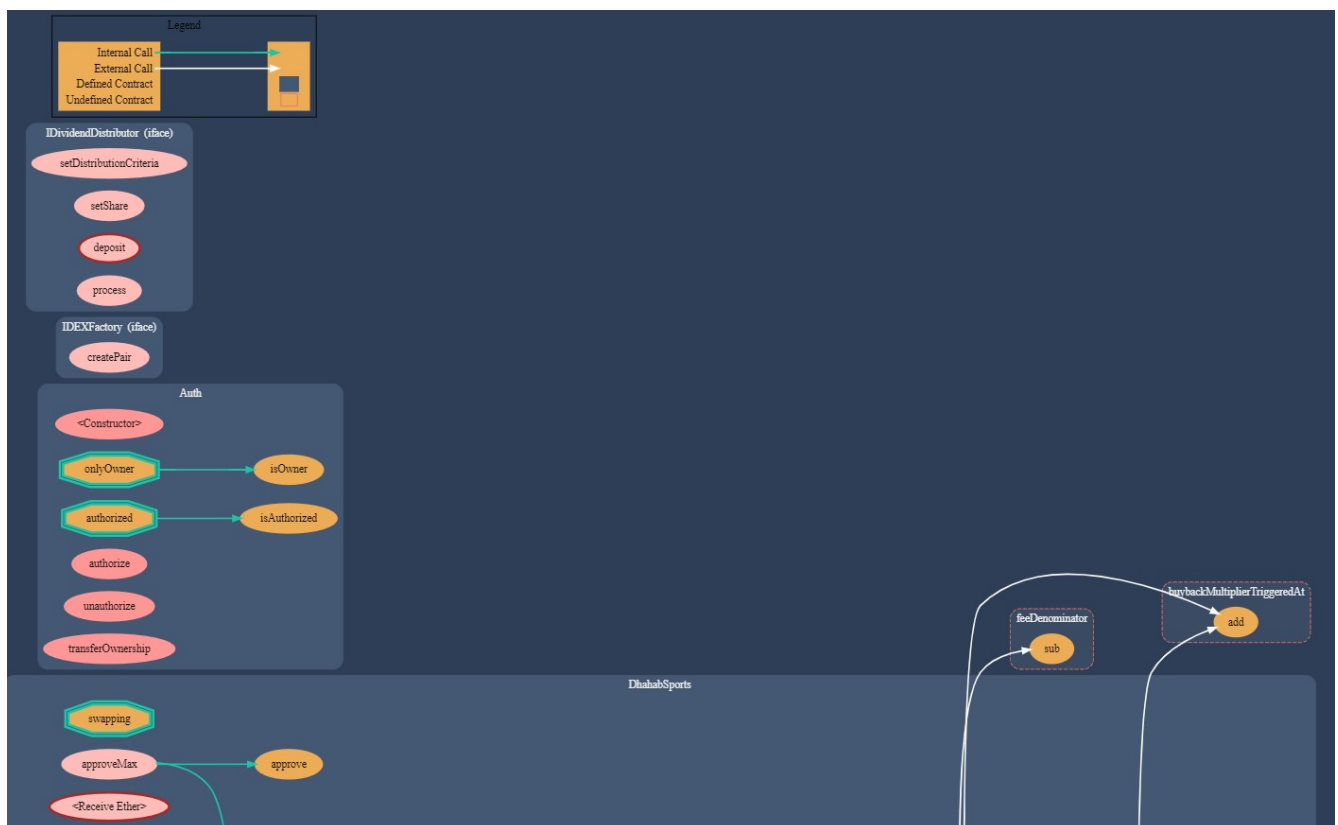 Legend
Internal Call
External Call
Defined Contract
Undefined Contract
IDividendDistributor (iface)
setDistributionCriteria
setShare
deposit
process
IDEXFactory (iface)
createPair
Auth
<Constructor>
onlyOwner
isOwner
authorized
isAuthorized
authorize
unauthorize
transferOwnership
buybackMultiplierTriggeredAt
add
feeDenominator
sub
DhahabSports
swapping
approveMax
approve
<Receive Ether>